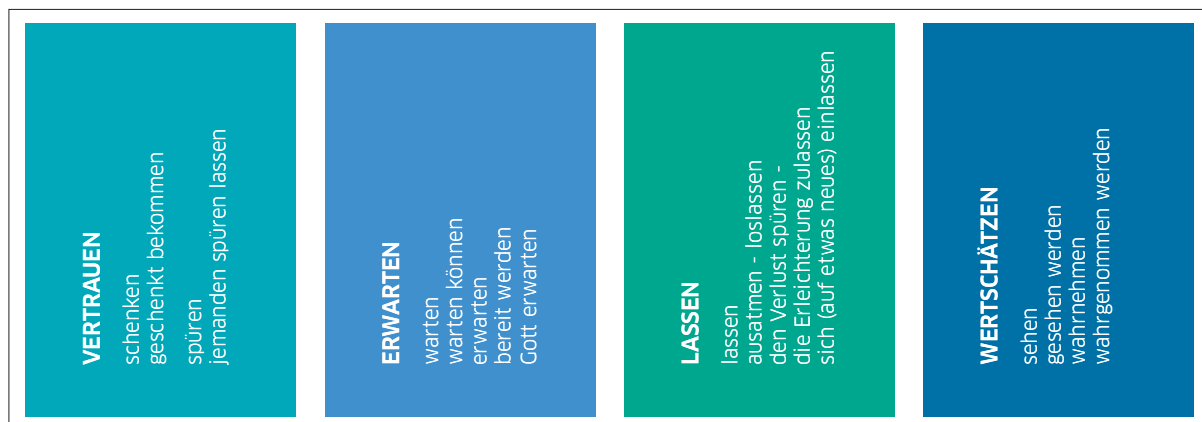 VERTRAUEN
schenken
geschenkt bekommen
spüren
jemanden spüren lassen
ERWARTEN
warten
warten können
erwarten
bereit werden
Gott erwarten
LASSEN
lassen
ausatmen - loslassen
den Verlust spüren -
die Erleichterung zulassen
sich (auf etwas neues) einlassen
WERTSCHÄTZEN
sehen
gesehen werden
wahrnehmen
wahrgenommen werden